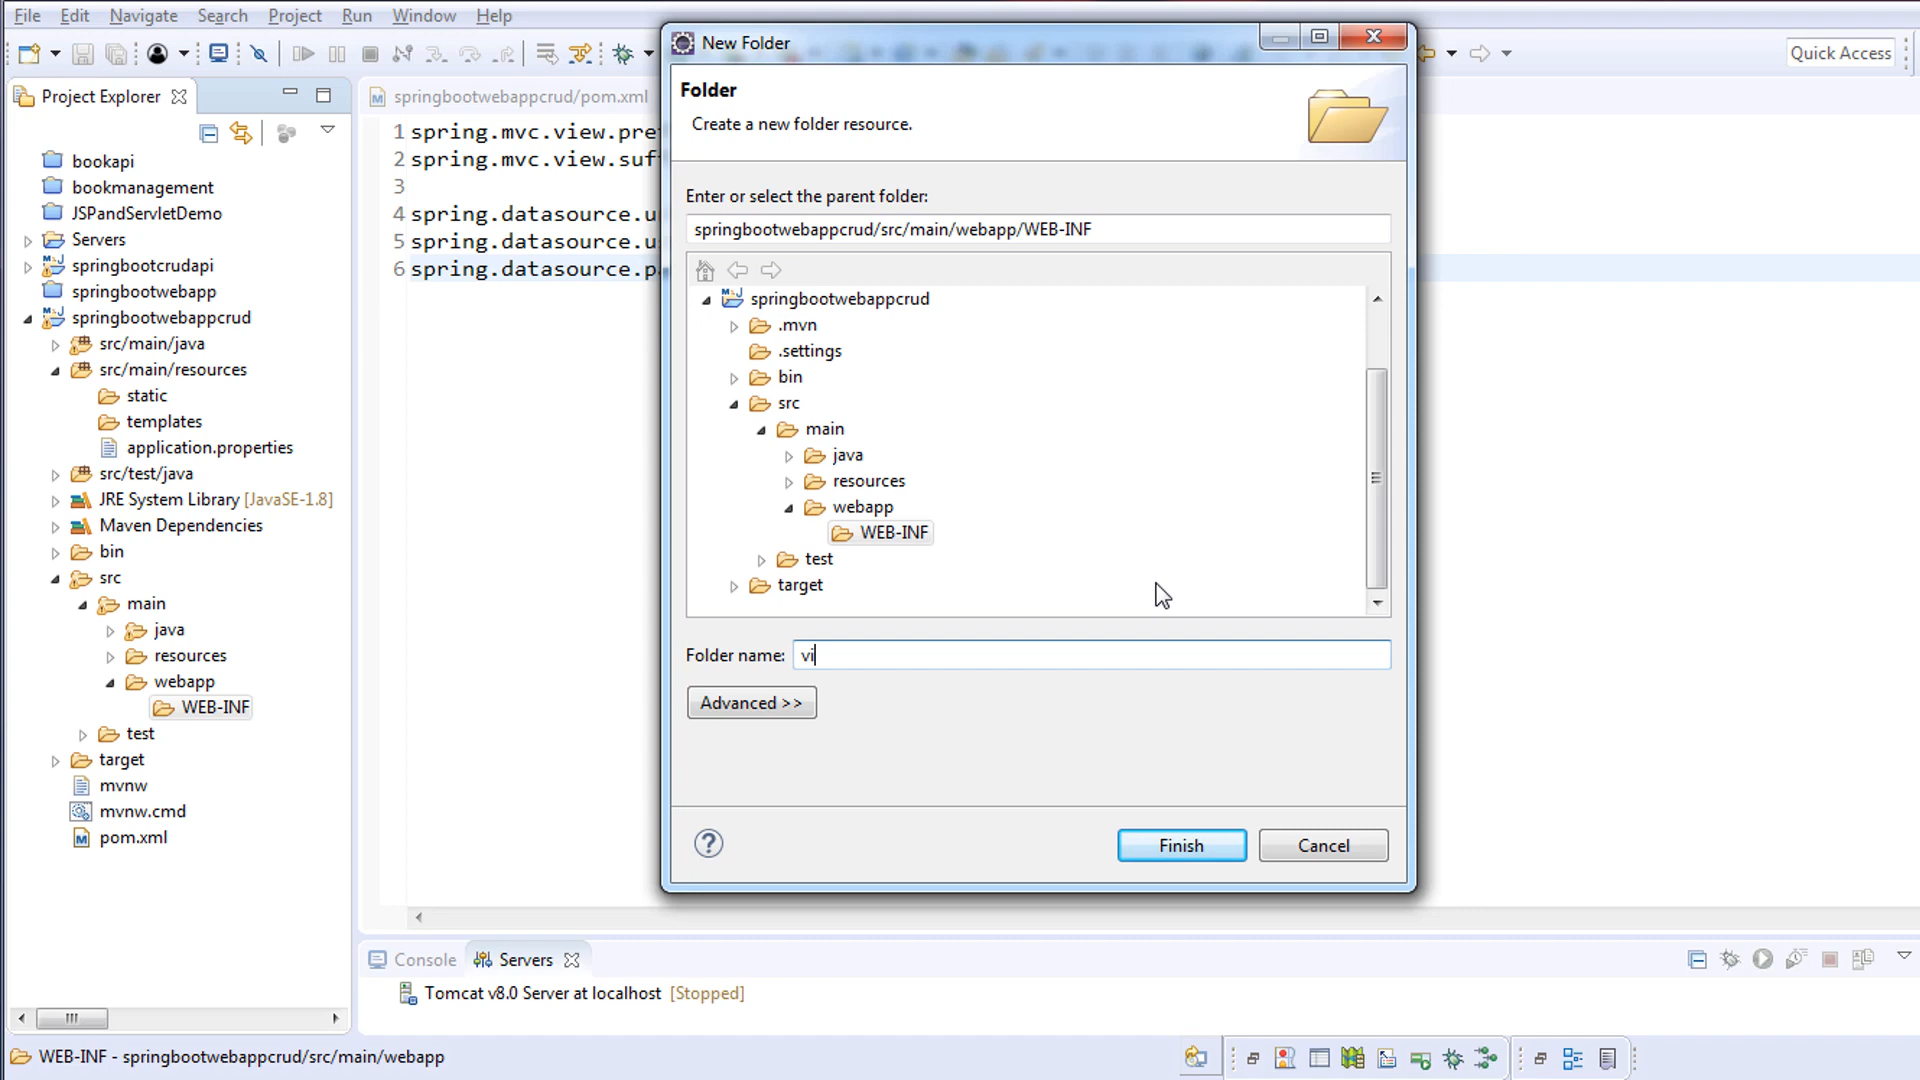 File Edit Navigate Search Project Run Window Help
New Folder
Quick Access
Project Explorer
springbootwebappcrud/pom.xml
Folder
Create a new folder resource.
bookapi
bookmanagement
JSPandServletDemo
Servers
springbootcrudapi
springbootwebapp
springbootwebappcrud
src/main/java
src/main/resources
static
templates
application.properties
src/test/java
JRE System Library [JavaSE-1.8]
Maven Dependencies
bin
src
main
java
resources
webapp
WEB-INF
test
target
mvnw
mvnw.cmd
pom.xml
1 spring.mvc.view.pre
2 spring.mvc.view.suf
3
4 spring.datasource.u
5 spring.datasource.u
6 spring.datasource.p
Enter or select the parent folder:
springbootwebappcrud/src/main/webapp/WEB-INF
springbootwebappcrud
.mvn
.settings
bin
src
main
java
resources
webapp
WEB-INF
test
target
Folder name: vi
Advanced >>
Finish Cancel
Console Servers
Tomcat v8.0 Server at localhost [Stopped]
WEB-INF - springbootwebappcrud/src/main/webapp